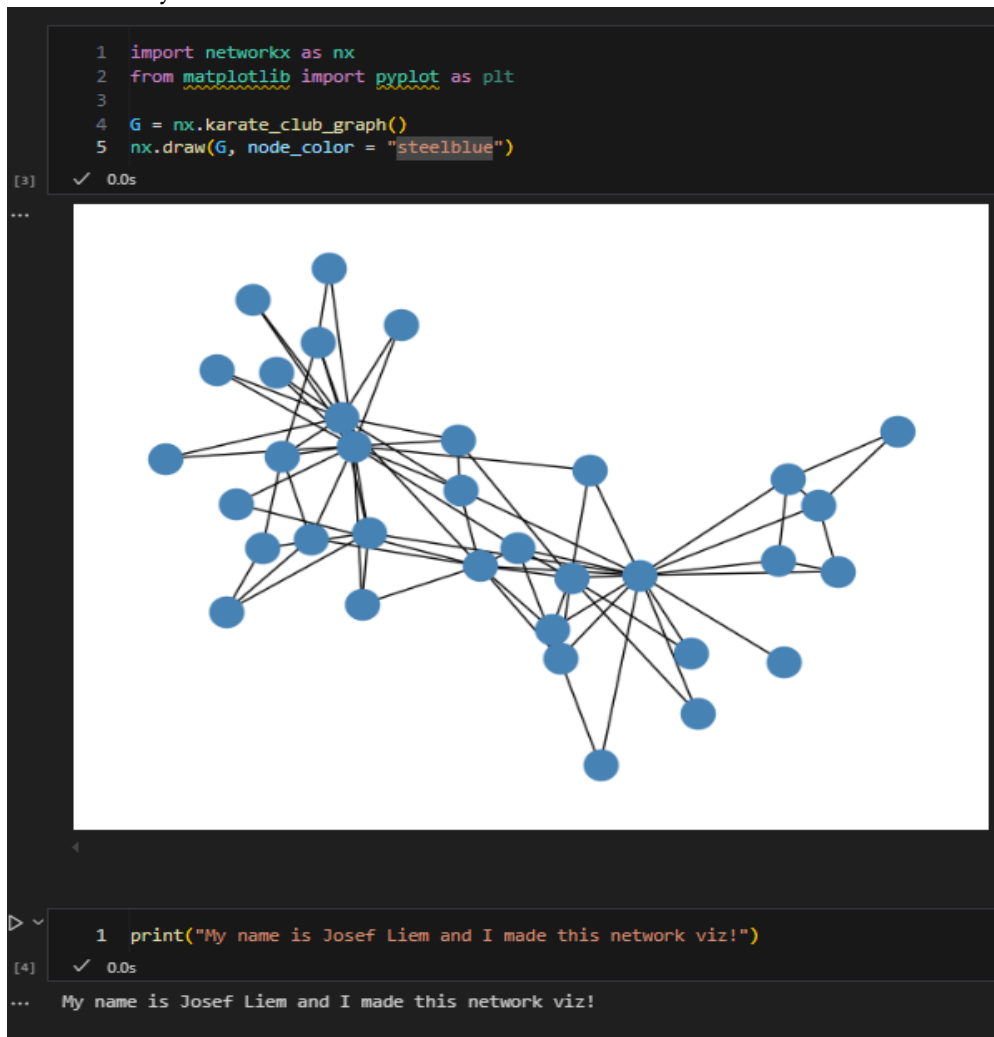 1 import networkx as nx
2 from matplotlib import pyplot as plt
3
4 G = nx.karate_club_graph()
5 nx.draw(G, node_color = "steelblue")
[3] ✓ 0.0s
...
1 print("My name is Josef Liem and I made this network viz!")
[4] ✓ 0.0s
... My name is Josef Liem and I made this network viz!